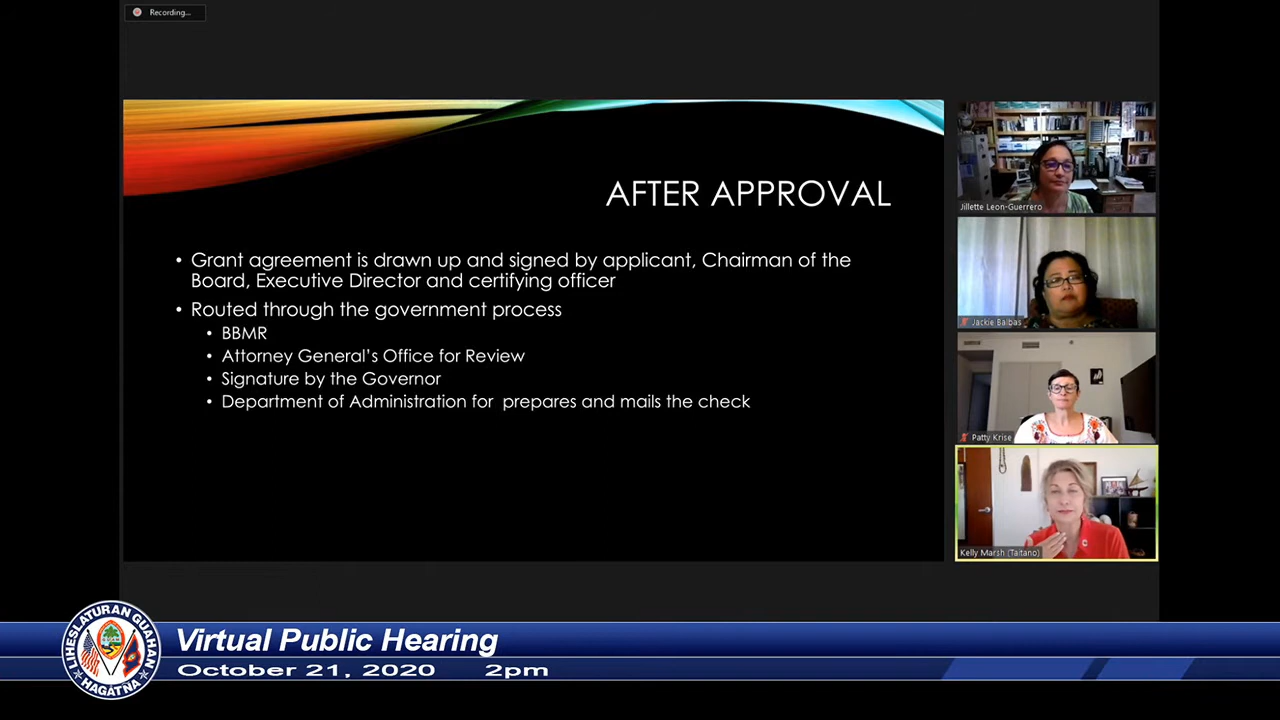 Recording...
AFTER APPROVAL
• Grant agreement is drawn up and signed by applicant, Chairman of the
Board, Executive Director and certifying officer
• Routed through the government process
• BBMR
• Attorney General's Office for Review
• Signature by the Governor
• Department of Administration for prepares and mails the check
Jillette Leon-Guerrero
Jackie Balbas
Patty Krise
Kelly Marsh (Taitano)
LIHESLATURAN GUAHAN
HAGÅTÑA
Virtual Public Hearing
October 21, 2020 2pm